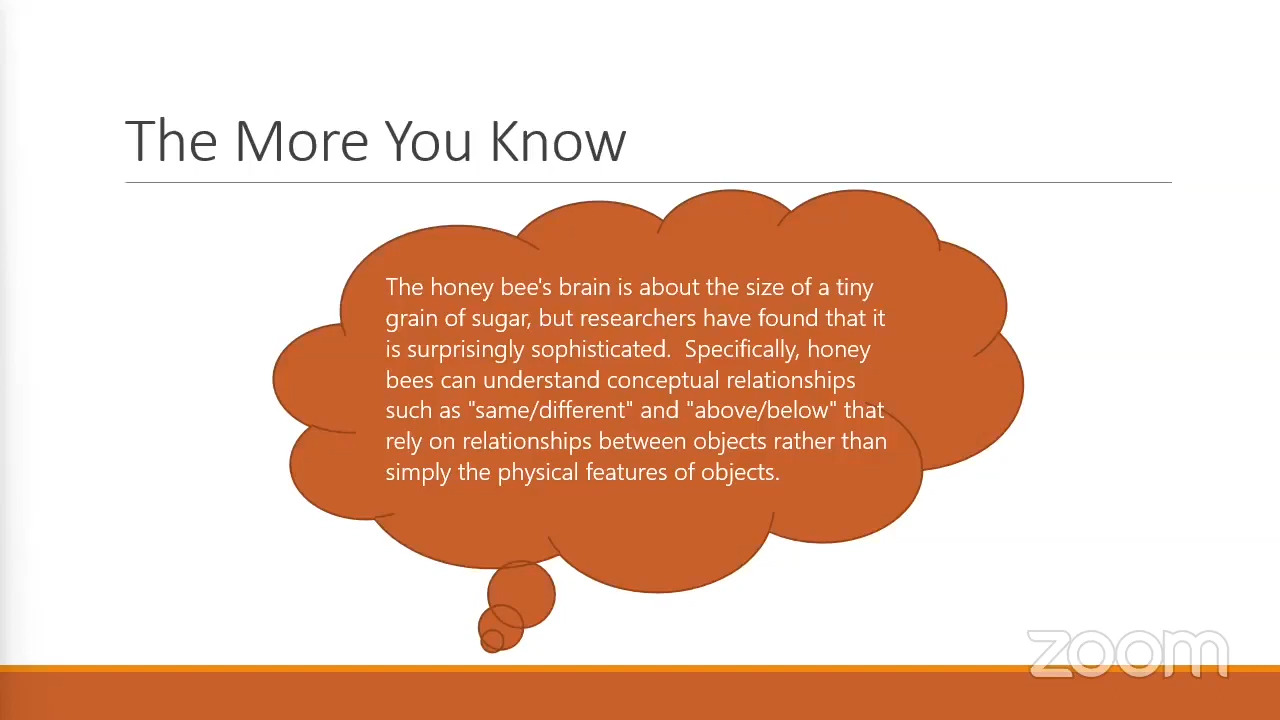 The More You Know
The honey bee's brain is about the size of a tiny
grain of sugar, but researchers have found that it
is surprisingly sophisticated.  Specifically, honey
bees can understand conceptual relationships
such as "same/different" and "above/below" that
rely on relationships between objects rather than
simply the physical features of objects.
zoom